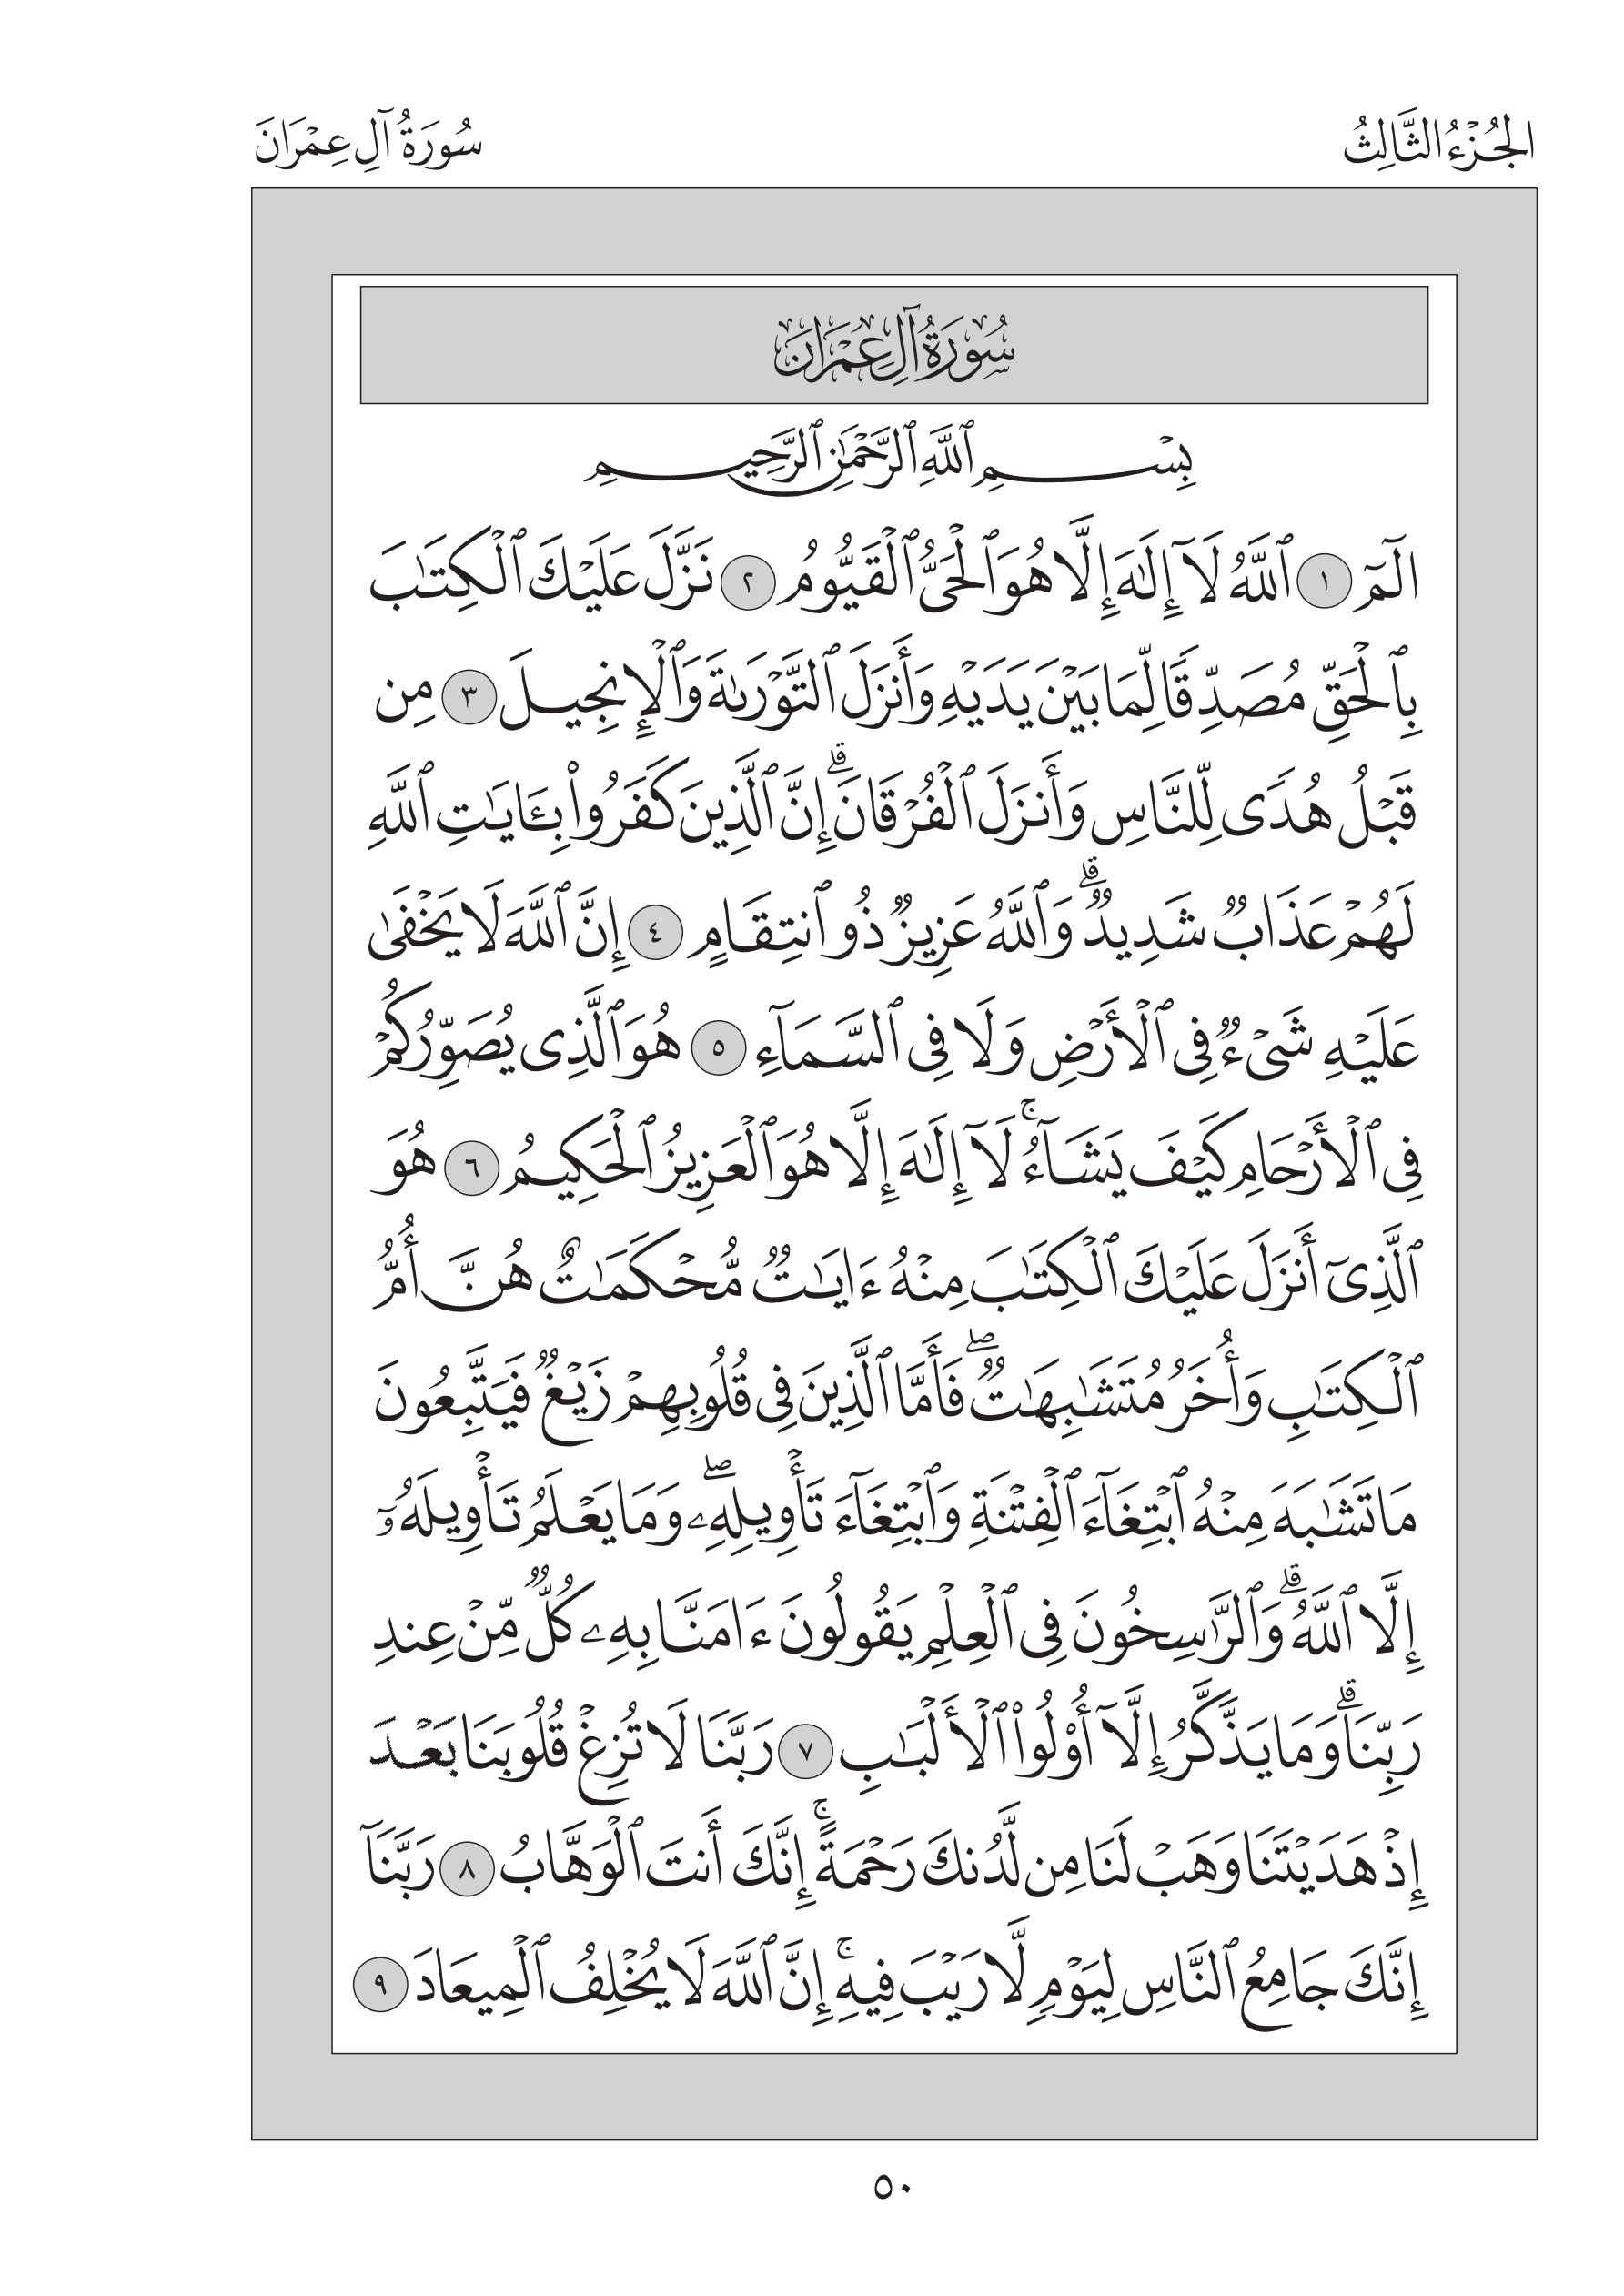 الجُزْءُ الثَّالِثُ
سُورَةُ آلِ عِمْرَانَ
سُورَةُ آلِ عِمْرَانَ
بِسْمِ ٱللَّهِ ٱلرَّحْمَٰنِ ٱلرَّحِيمِ
الٓمٓ ١ ٱللَّهُ لَآ إِلَٰهَ إِلَّا هُوَ ٱلْحَىُّ ٱلْقَيُّومُ ٢ نَزَّلَ عَلَيْكَ ٱلْكِتَٰبَ
بِٱلْحَقِّ مُصَدِّقًا لِّمَا بَيْنَ يَدَيْهِ وَأَنزَلَ ٱلتَّوْرَىٰةَ وَٱلْإِنجِيلَ ٣ مِن
قَبْلُ هُدًى لِّلنَّاسِ وَأَنزَلَ ٱلْفُرْقَانَۗ إِنَّ ٱلَّذِينَ كَفَرُوا۟ بِـَٔايَٰتِ ٱللَّهِ
لَهُمْ عَذَابٌ شَدِيدٌۗ وَٱللَّهُ عَزِيزٌ ذُو ٱنتِقَامٍ ٤ إِنَّ ٱللَّهَ لَا يَخْفَىٰ
عَلَيْهِ شَىْءٌ فِى ٱلْأَرْضِ وَلَا فِى ٱلسَّمَآءِ ٥ هُوَ ٱلَّذِى يُصَوِّرُكُمْ
فِى ٱلْأَرْحَامِ كَيْفَ يَشَآءُۚ لَآ إِلَٰهَ إِلَّا هُوَ ٱلْعَزِيزُ ٱلْحَكِيمُ ٦ هُوَ
ٱلَّذِىٓ أَنزَلَ عَلَيْكَ ٱلْكِتَٰبَ مِنْهُ ءَايَٰتٌ مُّحْكَمَٰتٌ هُنَّ أُمُّ
ٱلْكِتَٰبِ وَأُخَرُ مُتَشَٰبِهَٰتٌۖ فَأَمَّا ٱلَّذِينَ فِى قُلُوبِهِمْ زَيْغٌ فَيَتَّبِعُونَ
مَا تَشَٰبَهَ مِنْهُ ٱبْتِغَآءَ ٱلْفِتْنَةِ وَٱبْتِغَآءَ تَأْوِيلِهِۦۖ وَمَا يَعْلَمُ تَأْوِيلَهُۥٓ
إِلَّا ٱللَّهُۗ وَٱلرَّٰسِخُونَ فِى ٱلْعِلْمِ يَقُولُونَ ءَامَنَّا بِهِۦ كُلٌّ مِّنْ عِندِ
رَبِّنَاۗ وَمَا يَذَّكَّرُ إِلَّآ أُو۟لُوا۟ ٱلْأَلْبَٰبِ ٧ رَبَّنَا لَا تُزِغْ قُلُوبَنَا بَعْدَ
إِذْ هَدَيْتَنَا وَهَبْ لَنَا مِن لَّدُنكَ رَحْمَةًۚ إِنَّكَ أَنتَ ٱلْوَهَّابُ ٨ رَبَّنَآ
إِنَّكَ جَامِعُ ٱلنَّاسِ لِيَوْمٍ لَّا رَيْبَ فِيهِۚ إِنَّ ٱللَّهَ لَا يُخْلِفُ ٱلْمِيعَادَ ٩
٥٠